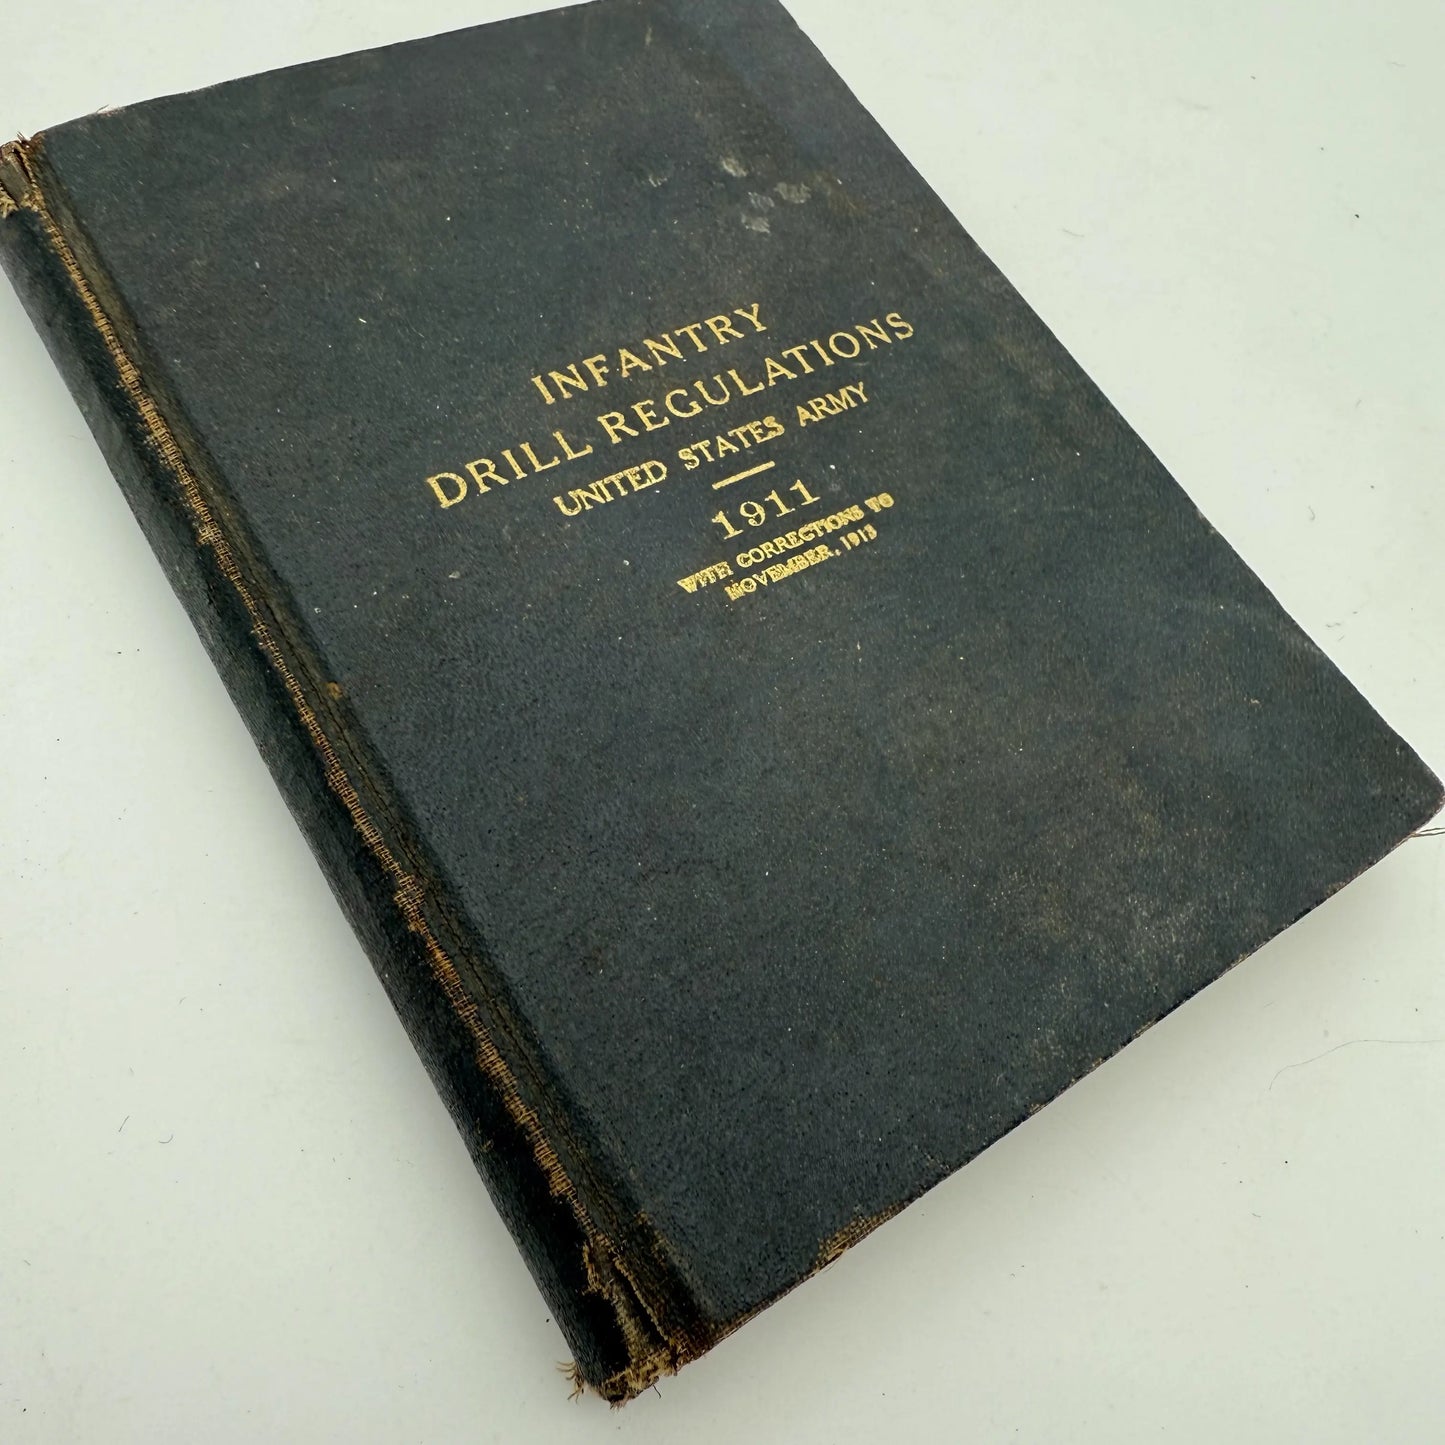 INFANTRY
DRILL REGULATIONS
UNITED STATES ARMY
1911
WITH CORRECTIONS TO
NOVEMBER, 1913